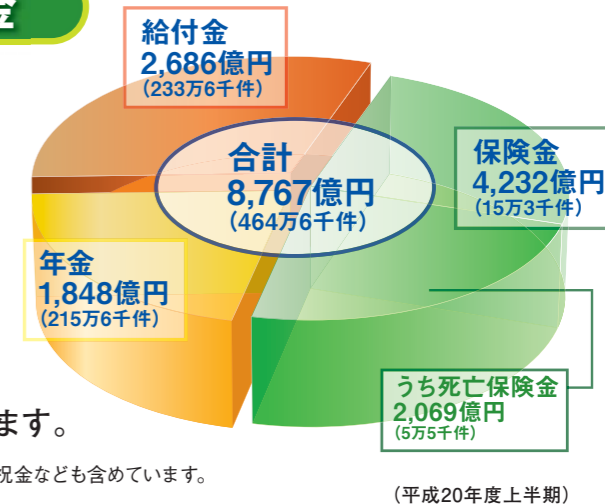 給付金
2,686億円
(233万6千件)
合計
8,767億円
(464万6千件)
保険金
4,232億円
(15万3千件)
年金
1,848億円
(215万6千件)
うち死亡保険金
2,069億円
(5万5千件)
ます。
祝金なども含めています。
(平成20年度上半期)